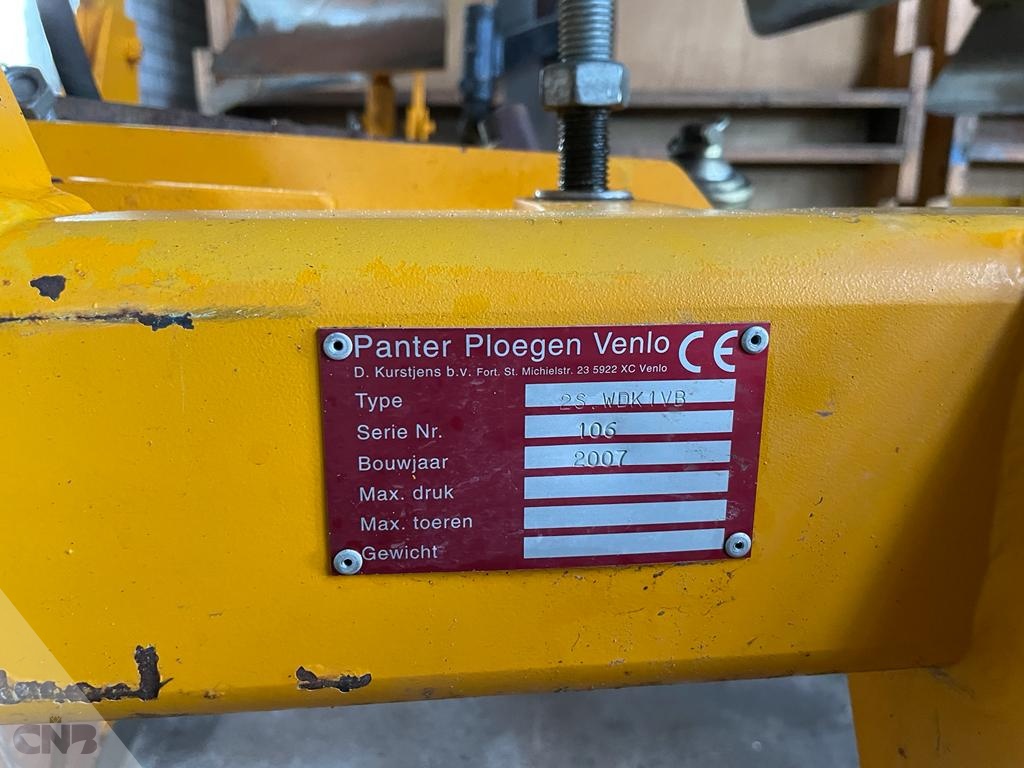 Panter Ploegen Venlo CE
D. Kurstjens b.v. Fort. St. Michielstr. 23 5922 XC Venlo
Type 2S.WDK1VB
Serie Nr. 106
Bouwjaar 2007
Max. druk
Max. toeren
Gewicht
CNB